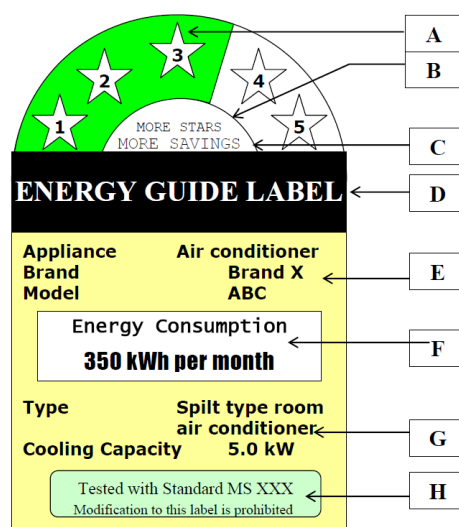 3
2
4
1
5
MORE STARS
MORE SAVINGS
ENERGY GUIDE LABEL
Appliance Air conditioner
Brand Brand X
Model ABC
Energy Consumption
350 kWh per month
Type Spilt type room
air conditioner
Cooling Capacity 5.0 kW
Tested with Standard MS XXX
Modification to this label is prohibited
A
B
C
D
E
F
G
H